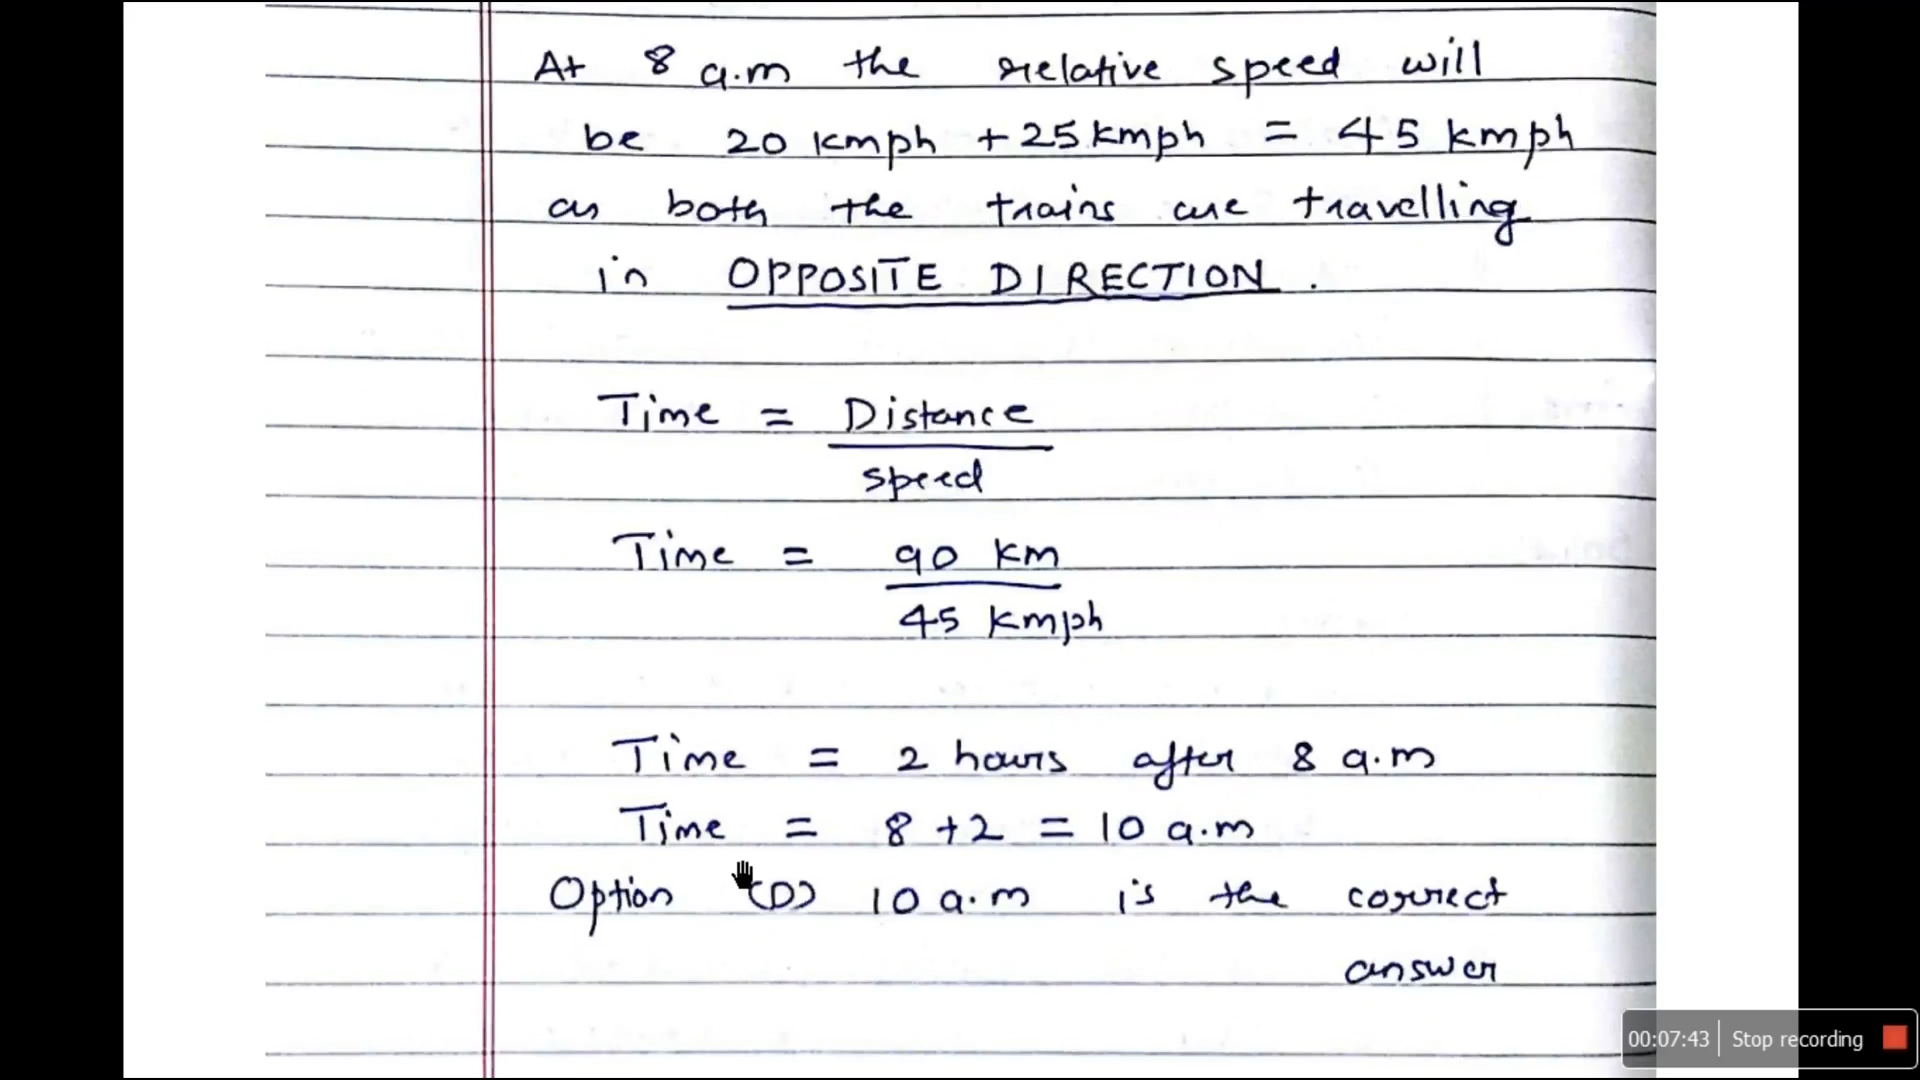 At 8 a.m the relative speed will
be 20 kmph + 25 kmph = 45 kmph
as both the trains are travelling
in OPPOSITE DIRECTION.
Time = Distance
speed
Time = 90 km
45 kmph
Time = 2 hours after 8 a.m
Time = 8 + 2 = 10 a.m
Option (D) 10 a.m is the correct
answer
00:07:43 Stop recording